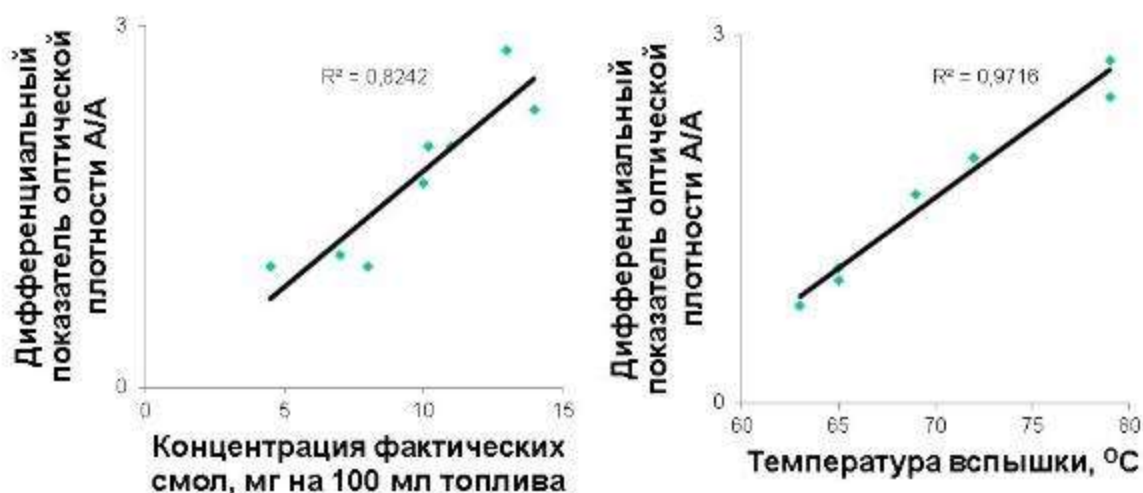 Дифференциальный
показатель оптической
плотности А/А
3
0
R² = 0,8242
0 5 10 15
Концентрация фактических
смол, мг на 100 мл топлива
Дифференциальный
показатель оптической
плотности А/А
3
0
R² = 0,9716
60 65 70 75 80
Температура вспышки, ⁰С